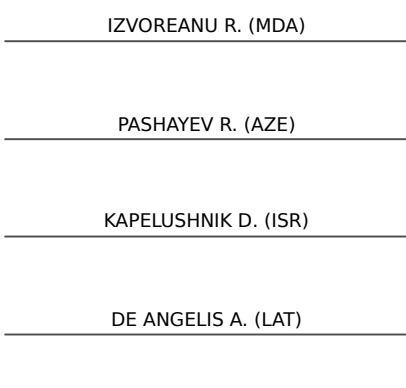 IZVOREANU R. (MDA)
PASHAYEV R. (AZE)
KAPELUSHNIK D. (ISR)
DE ANGELIS A. (LAT)